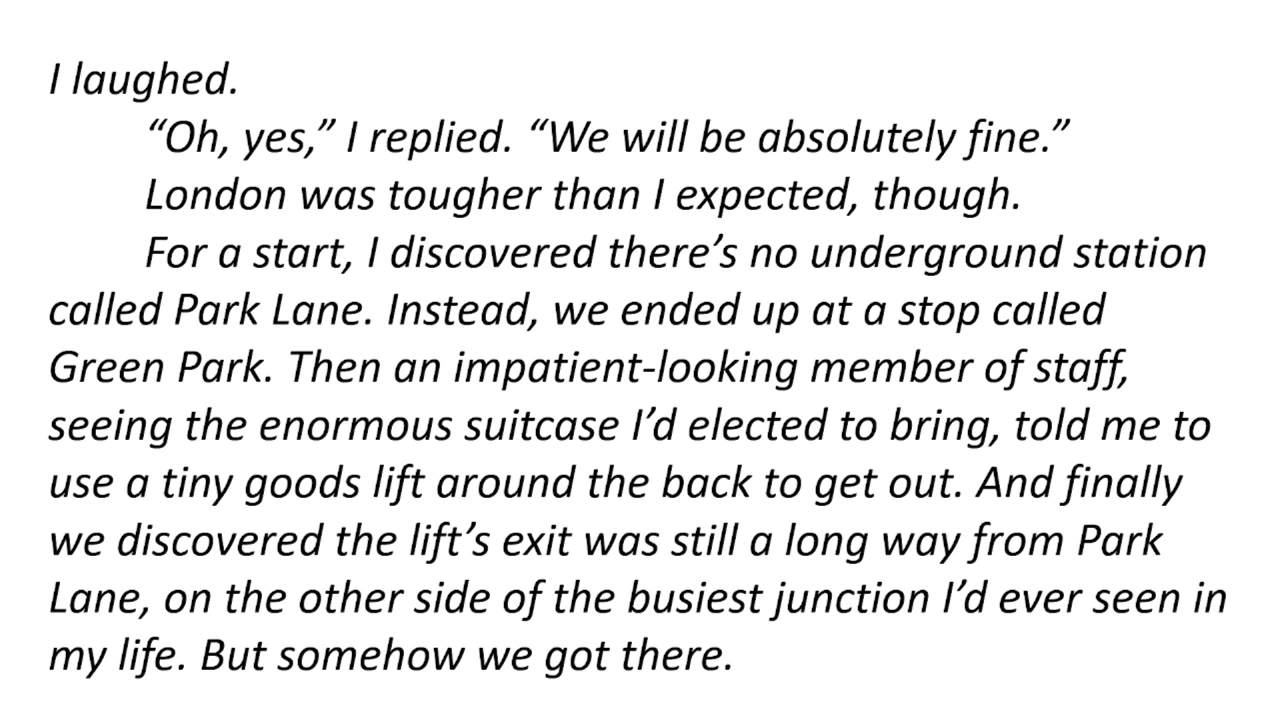 I laughed.
“Oh, yes,” I replied. “We will be absolutely fine.”
London was tougher than I expected, though.
For a start, I discovered there’s no underground station
called Park Lane. Instead, we ended up at a stop called
Green Park. Then an impatient-looking member of staff,
seeing the enormous suitcase I’d elected to bring, told me to
use a tiny goods lift around the back to get out. And finally
we discovered the lift’s exit was still a long way from Park
Lane, on the other side of the busiest junction I’d ever seen in
my life. But somehow we got there.